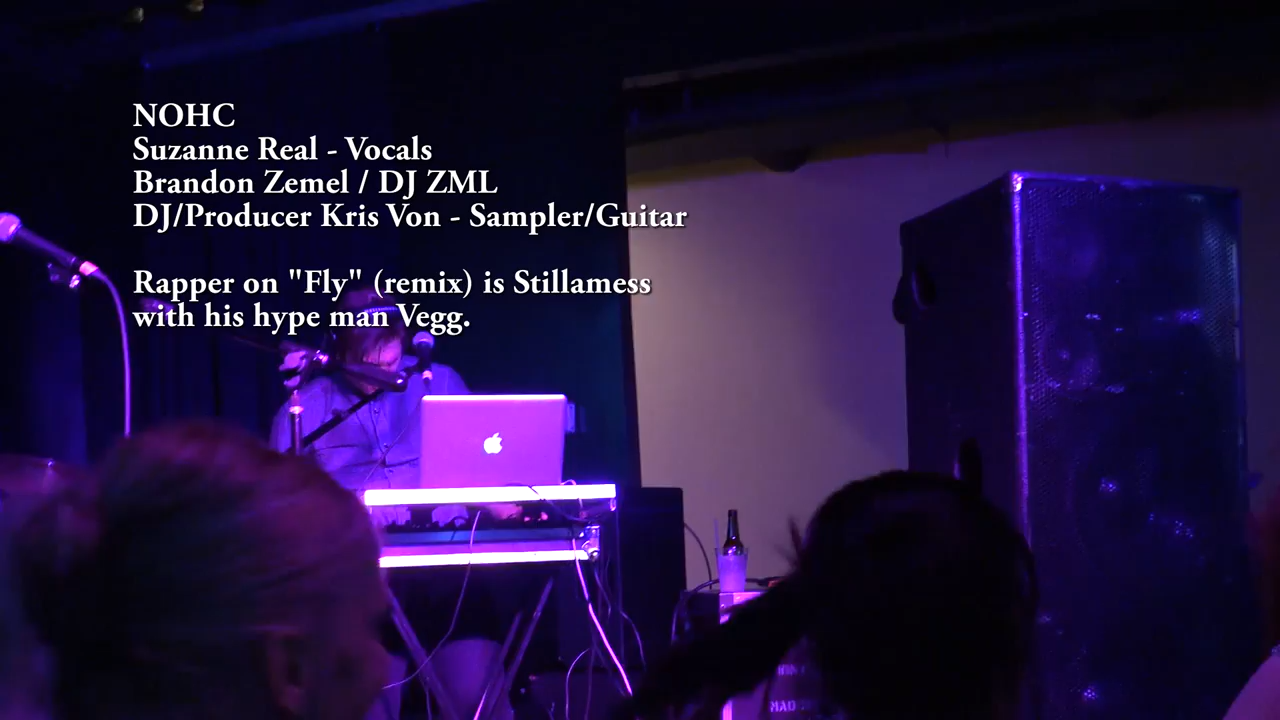 NOHC
Suzanne Real - Vocals
Brandon Zemel / DJ ZML
DJ/Producer Kris Von - Sampler/Guitar
Rapper on "Fly" (remix) is Stillamess
with his hype man Vegg.